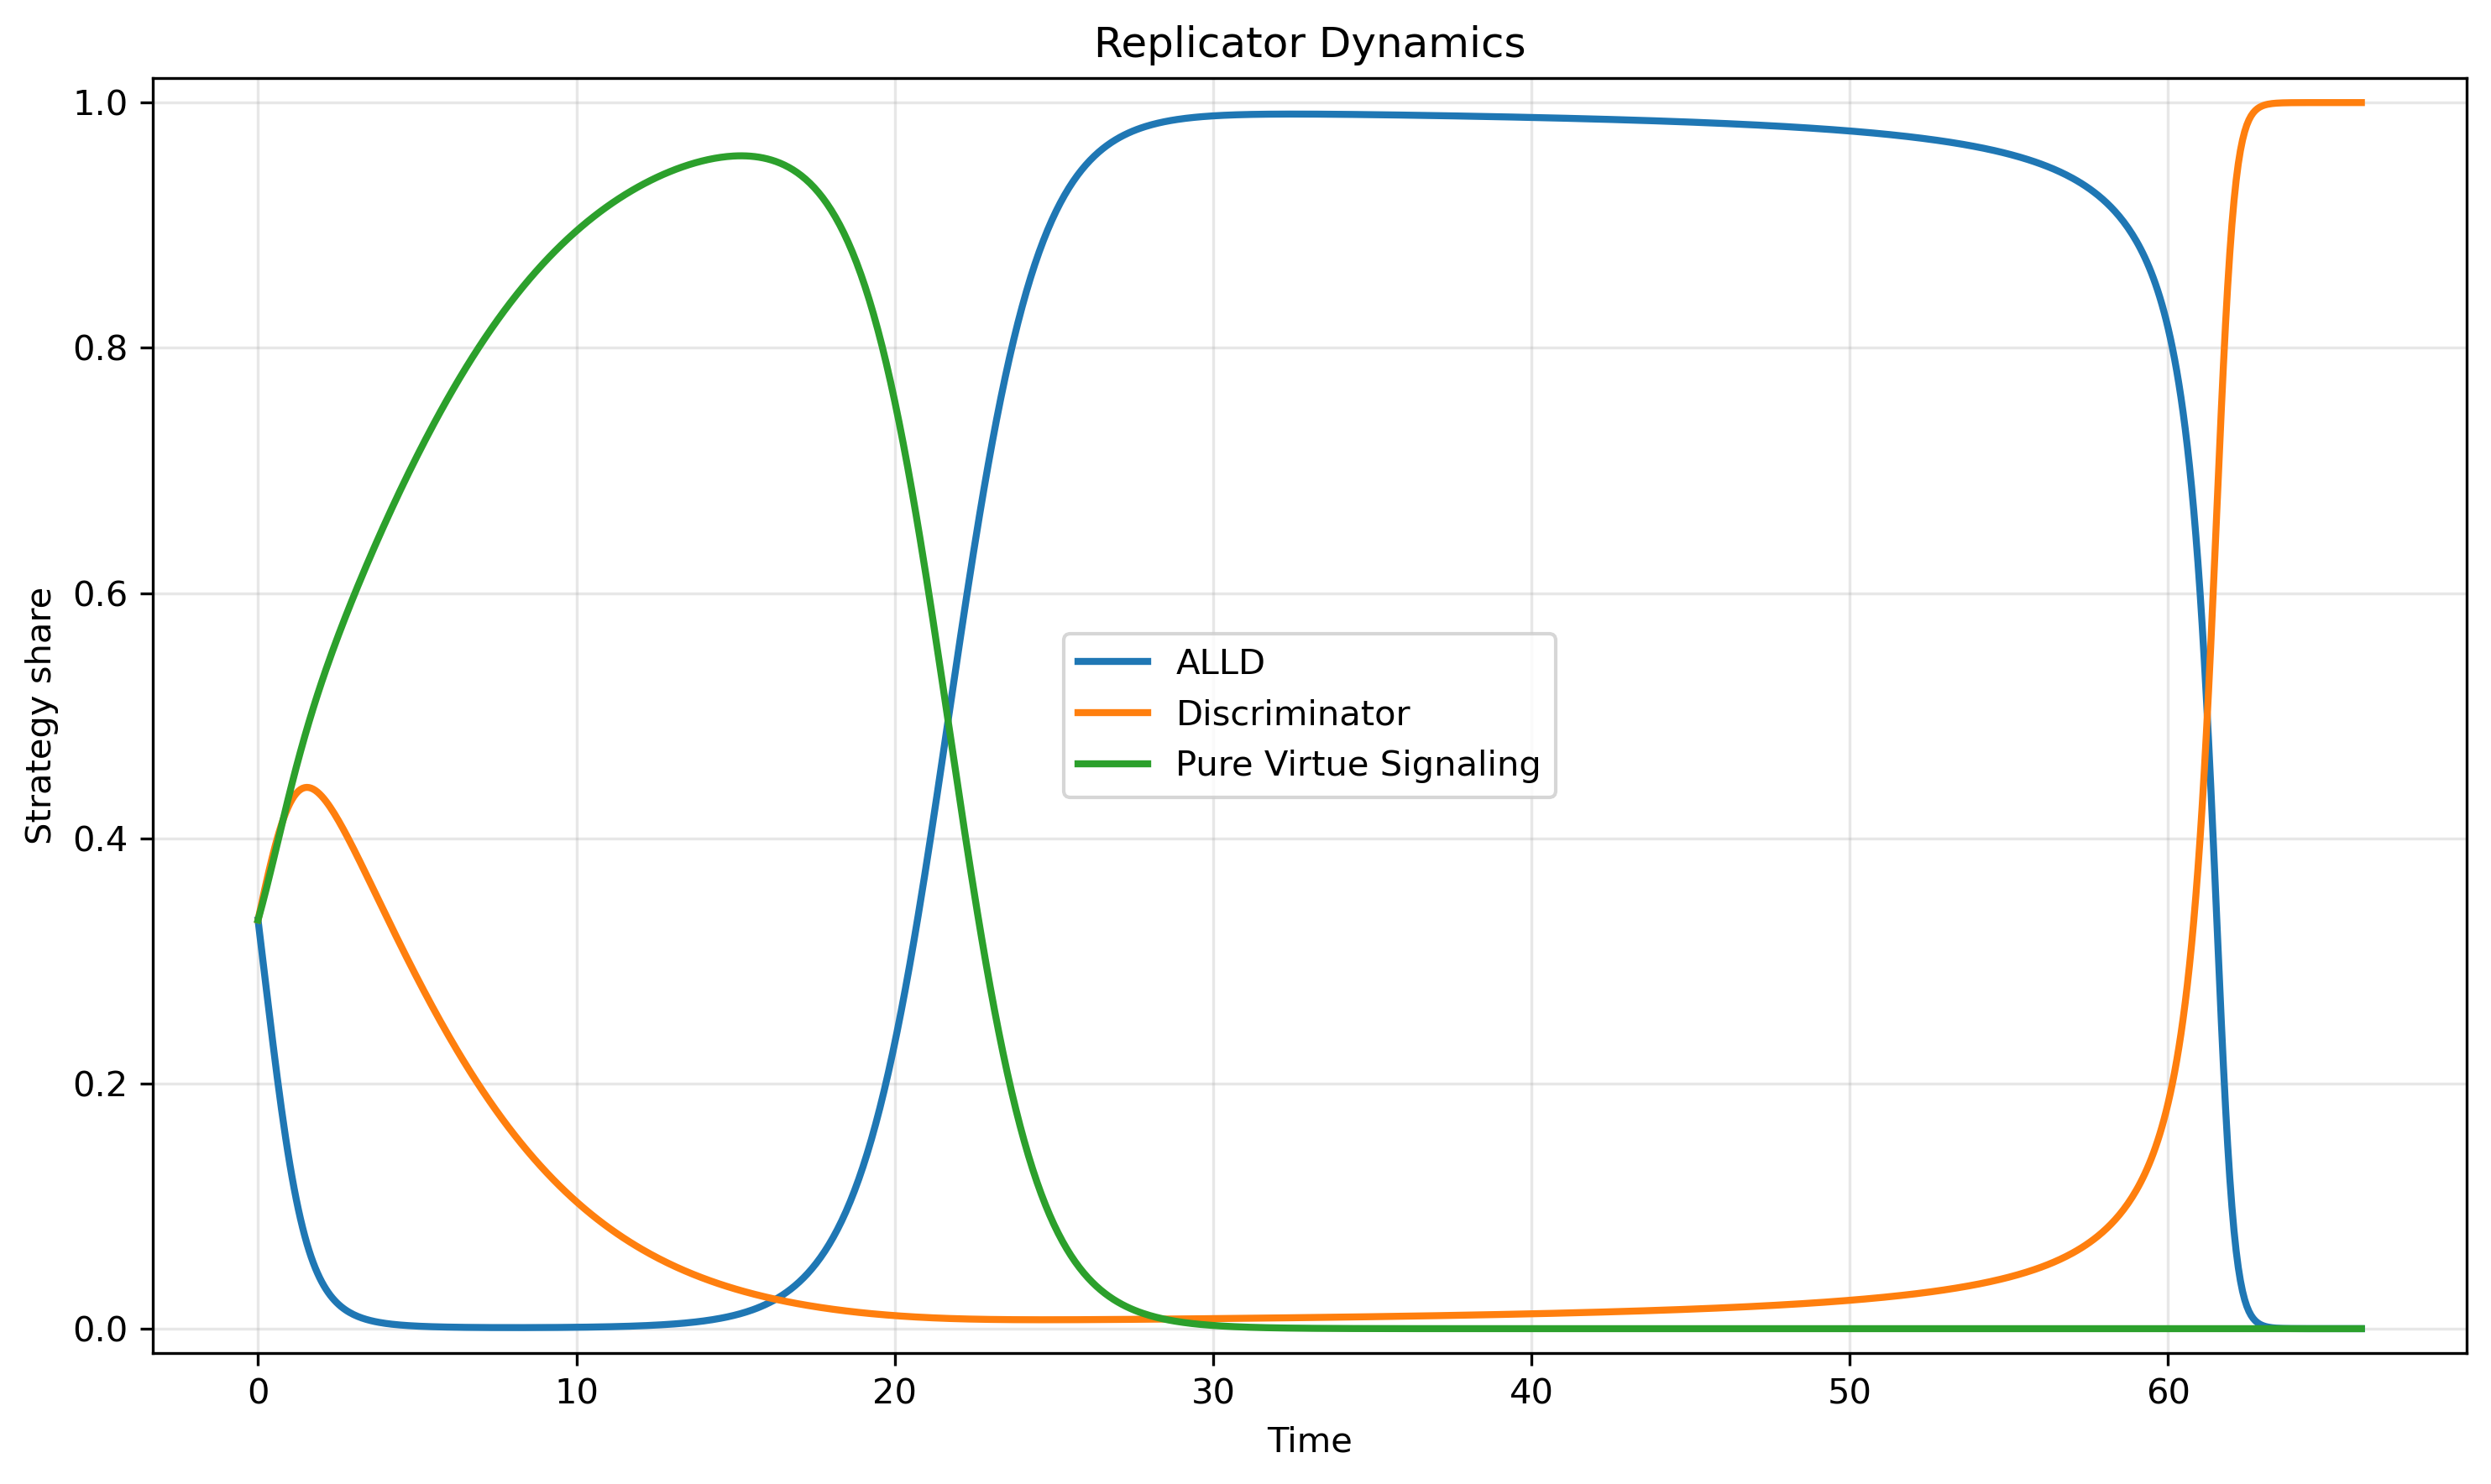 Replicator Dynamics
1.0
0.8
0.6
0.4
0.2
0.0
Strategy share
ALLD
Discriminator
Pure Virtue Signaling
0 10 20 30 40 50 60
Time